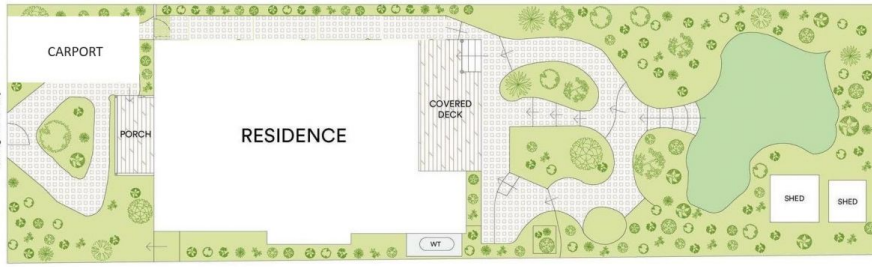 CARPORT
PORCH
RESIDENCE
COVERED
DECK
SHED
SHED
WT